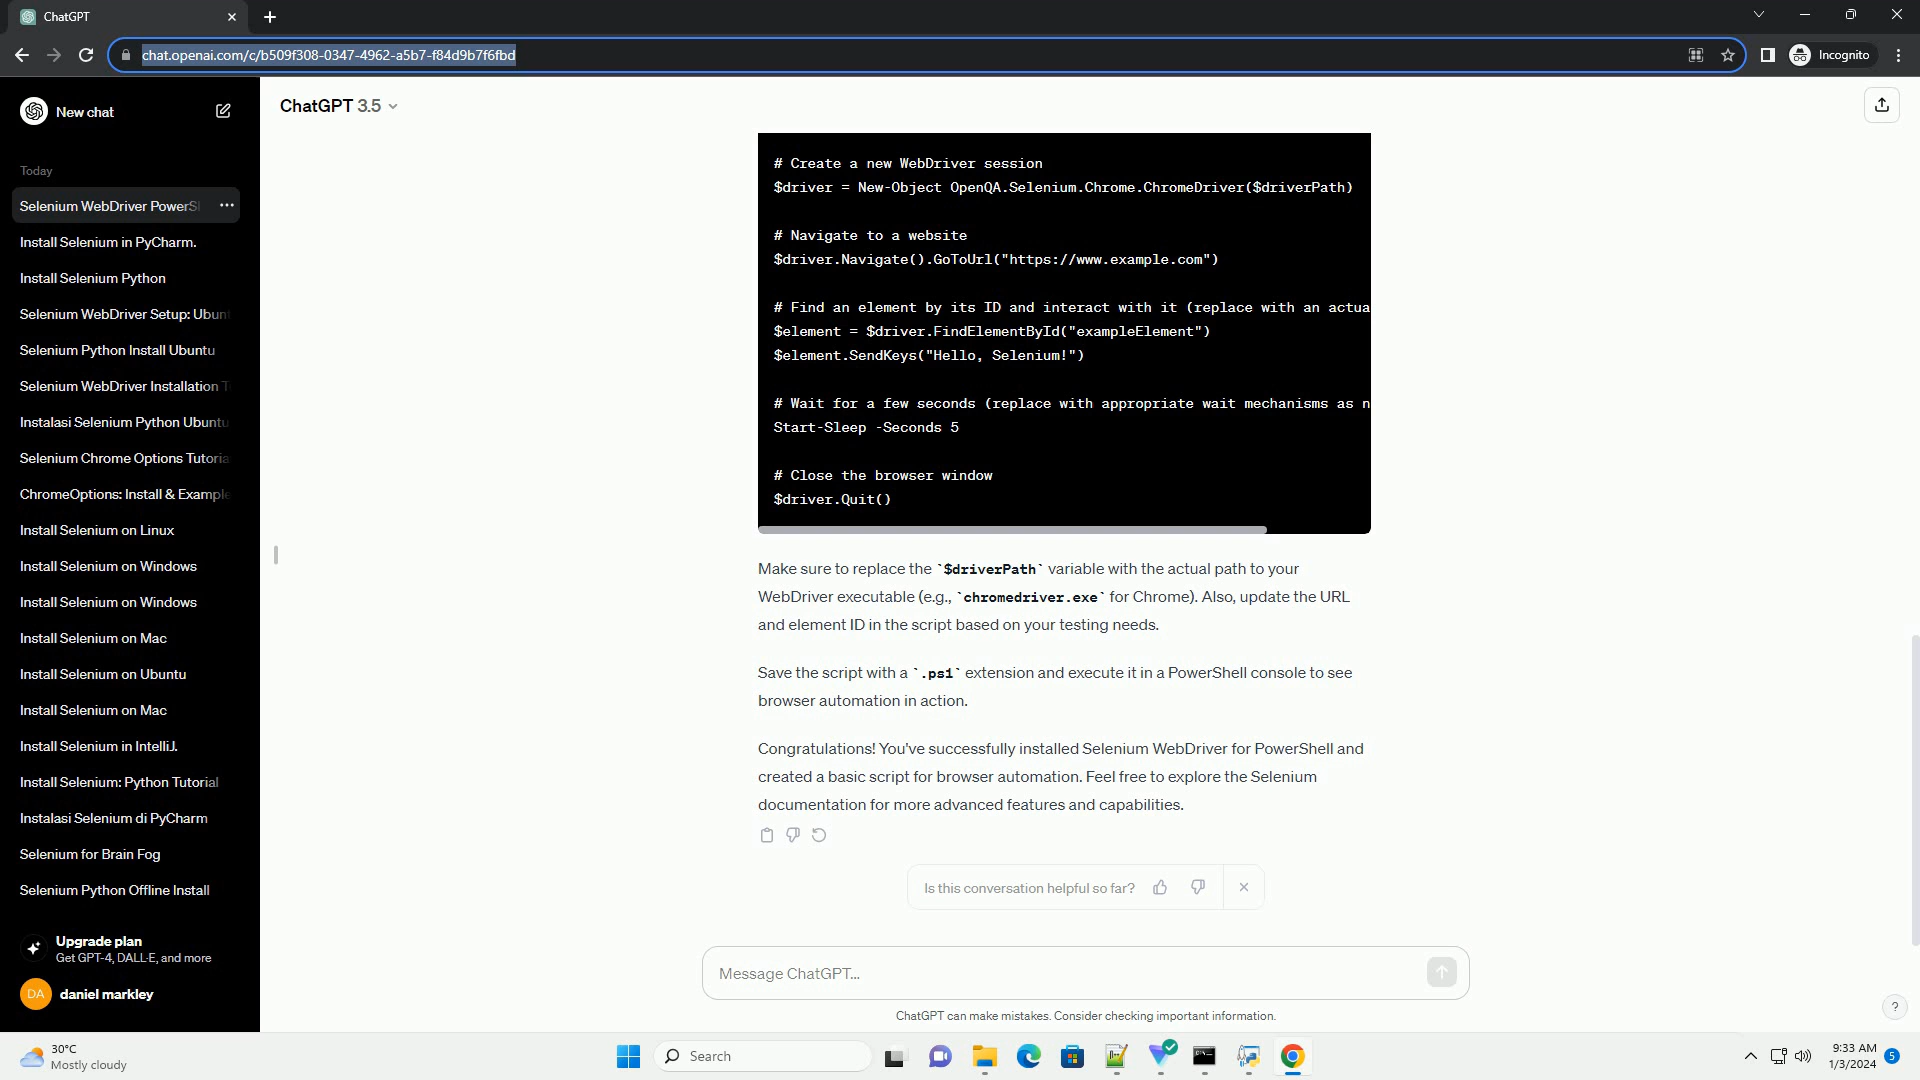 ChatGPT
chat.openai.com/c/b509f308-0347-4962-a5b7-f84d9b7f6fbd
Incognito
New chat
Today
Selenium WebDriver PowerS
Install Selenium in PyCharm.
Install Selenium Python
Selenium WebDriver Setup: Ubun
Selenium Python Install Ubuntu
Selenium WebDriver Installation T
Instalasi Selenium Python Ubuntu
Selenium Chrome Options Tutoria
ChromeOptions: Install & Example
Install Selenium on Linux
Install Selenium on Windows
Install Selenium on Windows
Install Selenium on Mac
Install Selenium on Ubuntu
Install Selenium on Mac
Install Selenium in IntelliJ.
Install Selenium: Python Tutorial
Instalasi Selenium di PyCharm
Selenium for Brain Fog
Selenium Python Offline Install
Upgrade plan
Get GPT-4, DALL·E, and more
DA
daniel markley
ChatGPT 3.5
# Create a new WebDriver session
$driver = New-Object OpenQA.Selenium.Chrome.ChromeDriver($driverPath)
# Navigate to a website
$driver.Navigate().GoToUrl("https://www.example.com")
# Find an element by its ID and interact with it (replace with an actua
$element = $driver.FindElementById("exampleElement")
$element.SendKeys("Hello, Selenium!")
# Wait for a few seconds (replace with appropriate wait mechanisms as n
Start-Sleep -Seconds 5
# Close the browser window
$driver.Quit()
Make sure to replace the `$driverPath` variable with the actual path to your
WebDriver executable (e.g., `chromedriver.exe` for Chrome). Also, update the URL
and element ID in the script based on your testing needs.
Save the script with a `.ps1` extension and execute it in a PowerShell console to see
browser automation in action.
Congratulations! You've successfully installed Selenium WebDriver for PowerShell and
created a basic script for browser automation. Feel free to explore the Selenium
documentation for more advanced features and capabilities.
Is this conversation helpful so far?
Message ChatGPT...
ChatGPT can make mistakes. Consider checking important information.
?
30°C
Mostly cloudy
Search
9:33 AM
1/3/2024
5